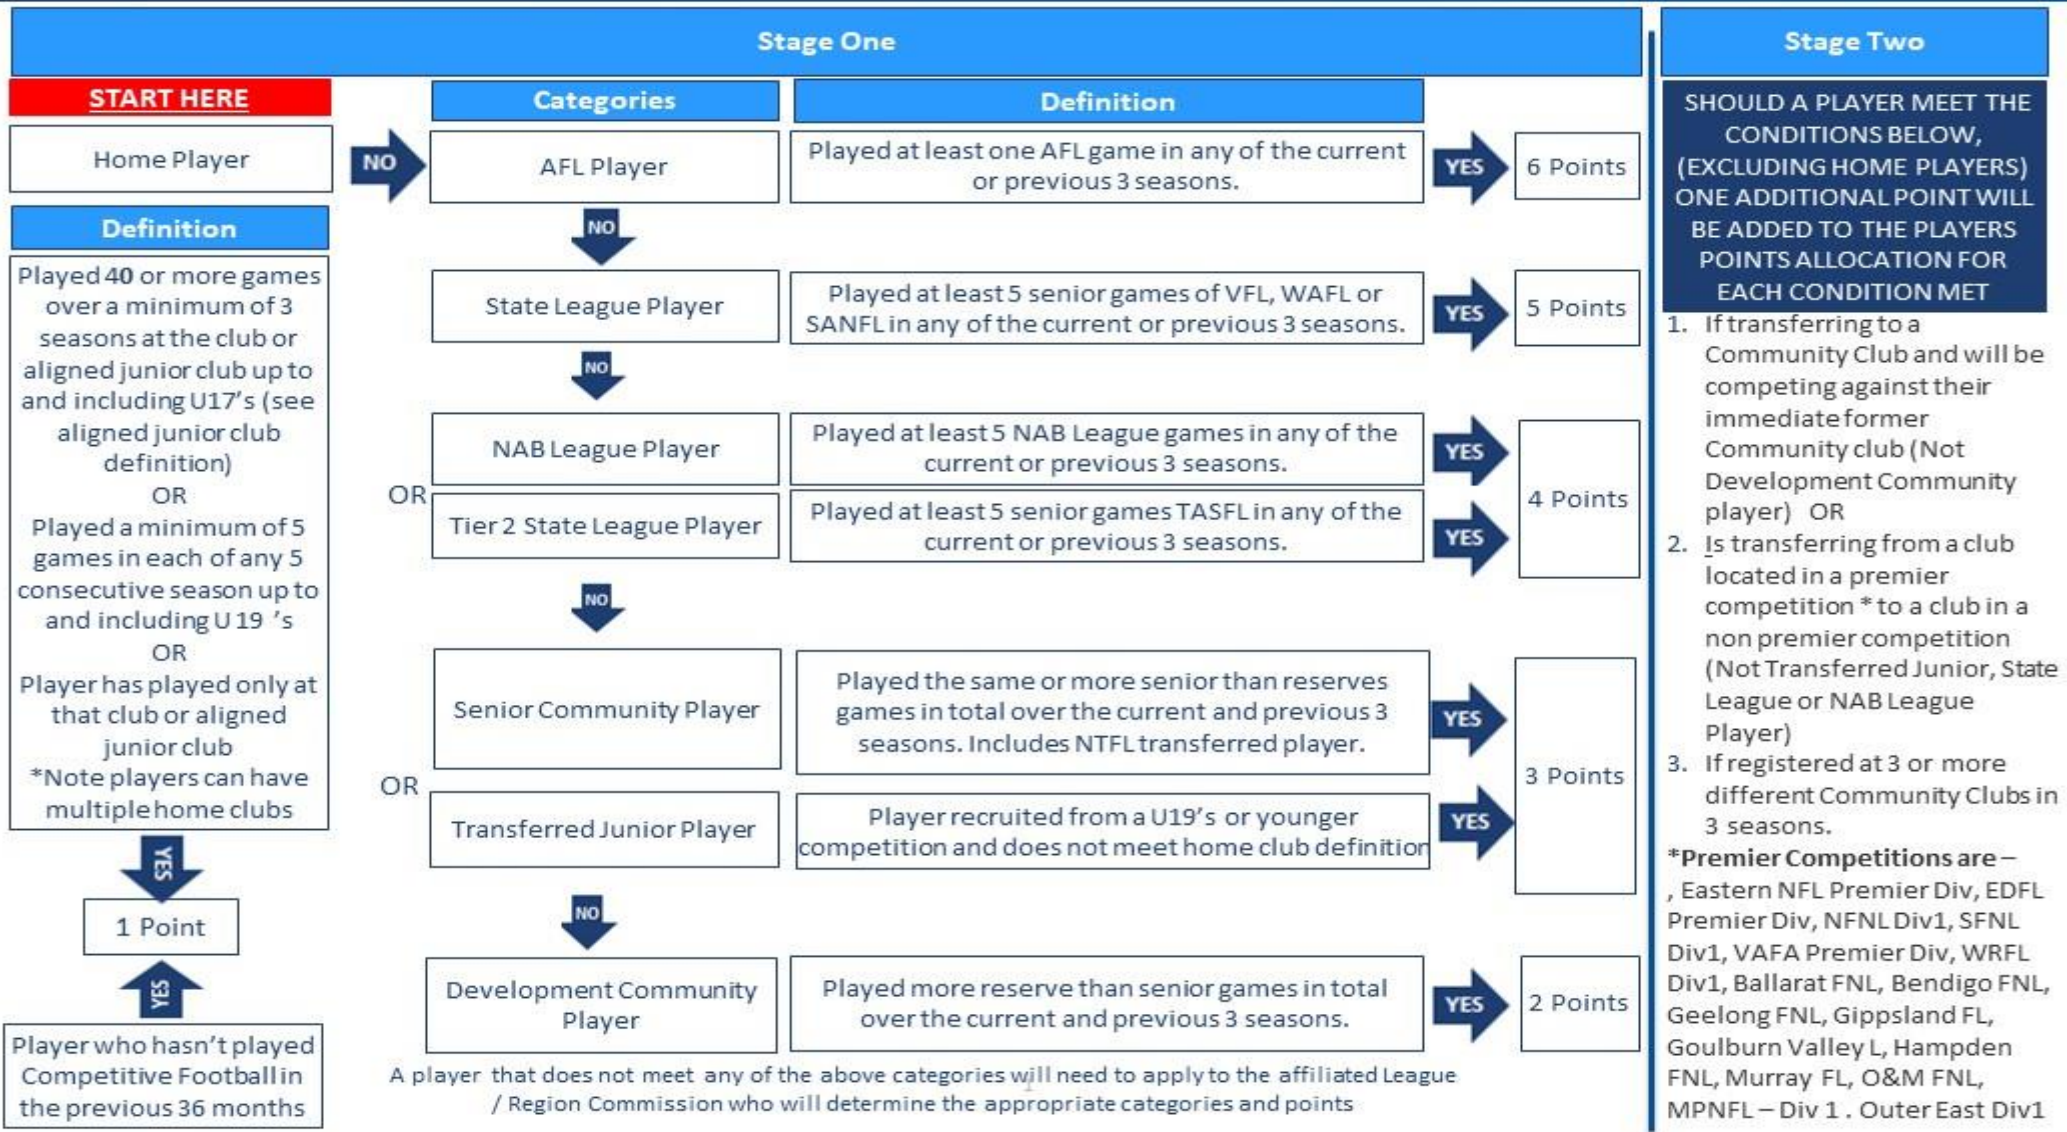 Stage One
START HERE
Home Player
Definition
Played 40 or more games
over a minimum of 3
seasons at the club or
aligned junior club up to
and including U17's (see
aligned junior club
definition)
OR
Played a minimum of 5
games in each of any 5
consecutive season up to
and including U 19 's
OR
Player has played only at
that club or aligned
junior club
*Note players can have
multiple home clubs
YES
1 Point
YES
Player who hasn't played
Competitive Football in
the previous 36 months
NO
Categories
Definition
AFL Player
Played at least one AFL game in any of the current
or previous 3 seasons.
YES
6 Points
NO
State League Player
Played at least 5 senior games of VFL, WAFL or
SANFL in any of the current or previous 3 seasons.
YES
5 Points
NO
NAB League Player
Played at least 5 NAB League games in any of the
current or previous 3 seasons.
YES
OR
Tier 2 State League Player
Played at least 5 senior games TASFL in any of the
current or previous 3 seasons.
YES
4 Points
NO
Senior Community Player
Played the same or more senior than reserves
games in total over the current and previous 3
seasons. Includes NTFL transferred player.
YES
OR
Transferred Junior Player
Player recruited from a U19's or younger
competition and does not meet home club definition
YES
3 Points
NO
Development Community
Player
Played more reserve than senior games in total
over the current and previous 3 seasons.
YES
2 Points
A player that does not meet any of the above categories will need to apply to the affiliated League
/ Region Commission who will determine the appropriate categories and points
Stage Two
SHOULD A PLAYER MEET THE
CONDITIONS BELOW,
(EXCLUDING HOME PLAYERS)
ONE ADDITIONAL POINT WILL
BE ADDED TO THE PLAYERS
POINTS ALLOCATION FOR
EACH CONDITION MET
1. If transferring to a
Community Club and will be
competing against their
immediate former
Community club (Not
Development Community
player) OR
2. Is transferring from a club
located in a premier
competition * to a club in a
non premier competition
(Not Transferred Junior, State
League or NAB League
Player)
3. If registered at 3 or more
different Community Clubs in
3 seasons.
*Premier Competitions are –
, Eastern NFL Premier Div, EDFL
Premier Div, NFNL Div1, SFNL
Div1, VAFA Premier Div, WRFL
Div1, Ballarat FNL, Bendigo FNL,
Geelong FNL, Gippsland FL,
Goulburn Valley L, Hampden
FNL, Murray FL, O&M FNL,
MPNFL – Div 1 . Outer East Div1